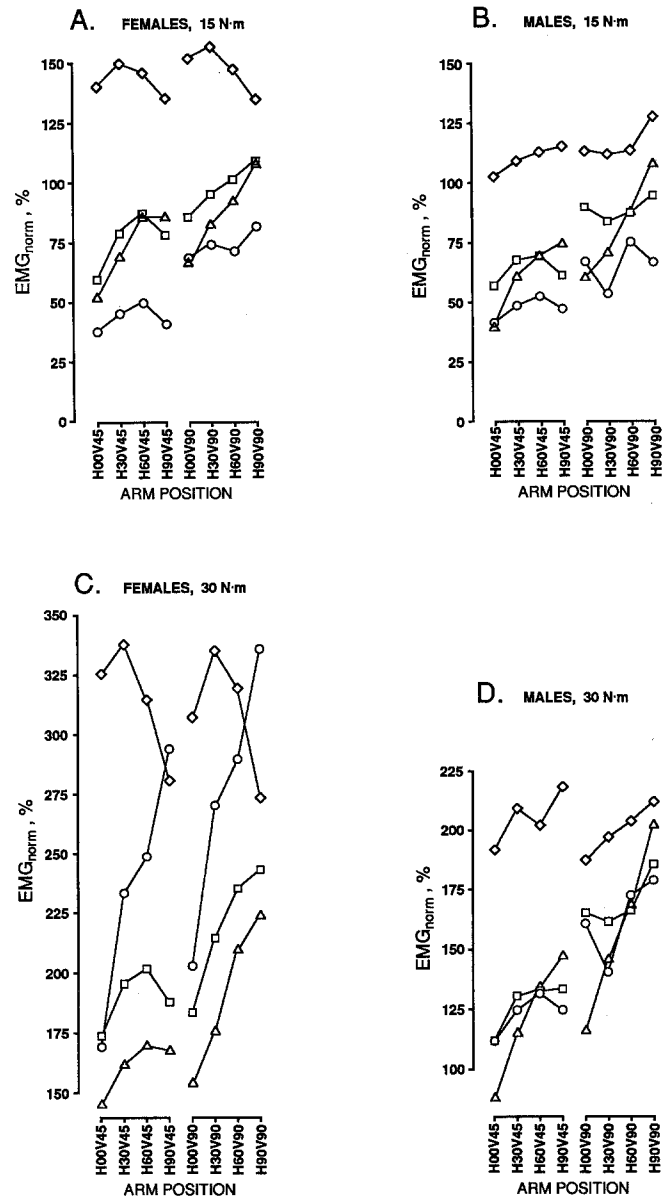 A. FEMALES, 15 N·m
150
125
100
75
50
25
0
EMGnorm, %
H00V45
H30V45
H60V45
H90V45
H00V90
H30V90
H60V90
H90V90
ARM POSITION
B. MALES, 15 N·m
150
125
100
75
50
25
0
EMGnorm, %
H00V45
H30V45
H60V45
H90V45
H00V90
H30V90
H60V90
H90V90
ARM POSITION
C. FEMALES, 30 N·m
350
325
300
275
250
225
200
175
150
EMGnorm, %
H00V45
H30V45
H60V45
H90V45
H00V90
H30V90
H60V90
H90V90
ARM POSITION
D. MALES, 30 N·m
225
200
175
150
125
100
EMGnorm, %
H00V45
H30V45
H60V45
H90V45
H00V90
H30V90
H60V90
H90V90
ARM POSITION